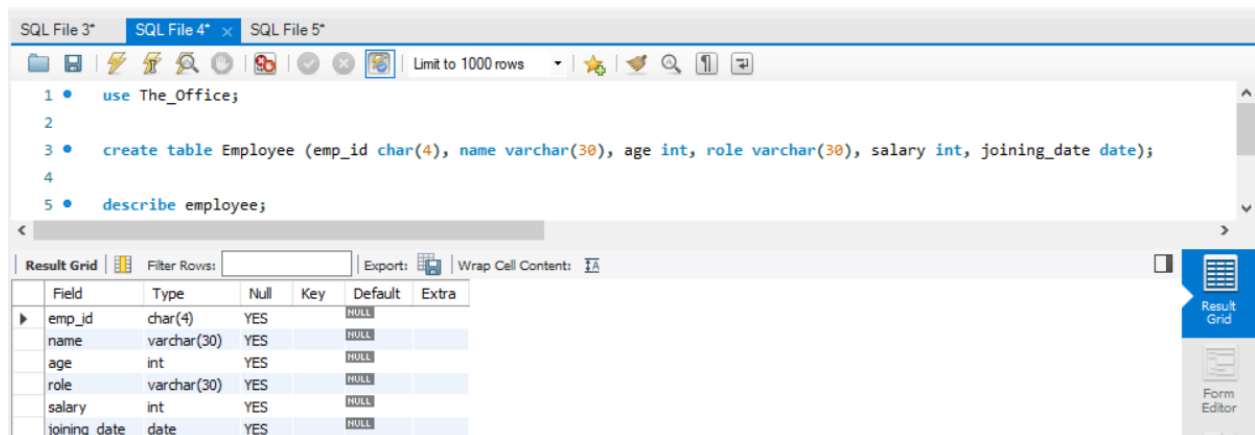 SQL File 3* SQL File 4* × SQL File 5*
Limit to 1000 rows
1 use The_Office;
2
3 create table Employee (emp_id char(4), name varchar(30), age int, role varchar(30), salary int, joining_date date);
4
5 describe employee;
Result Grid Filter Rows: Export: Wrap Cell Content: IA
Field Type Null Key Default Extra
emp_id char(4) YES NULL
name varchar(30) YES NULL
age int YES NULL
role varchar(30) YES NULL
salary int YES NULL
joining_date date YES NULL
Result
Grid
Form
Editor